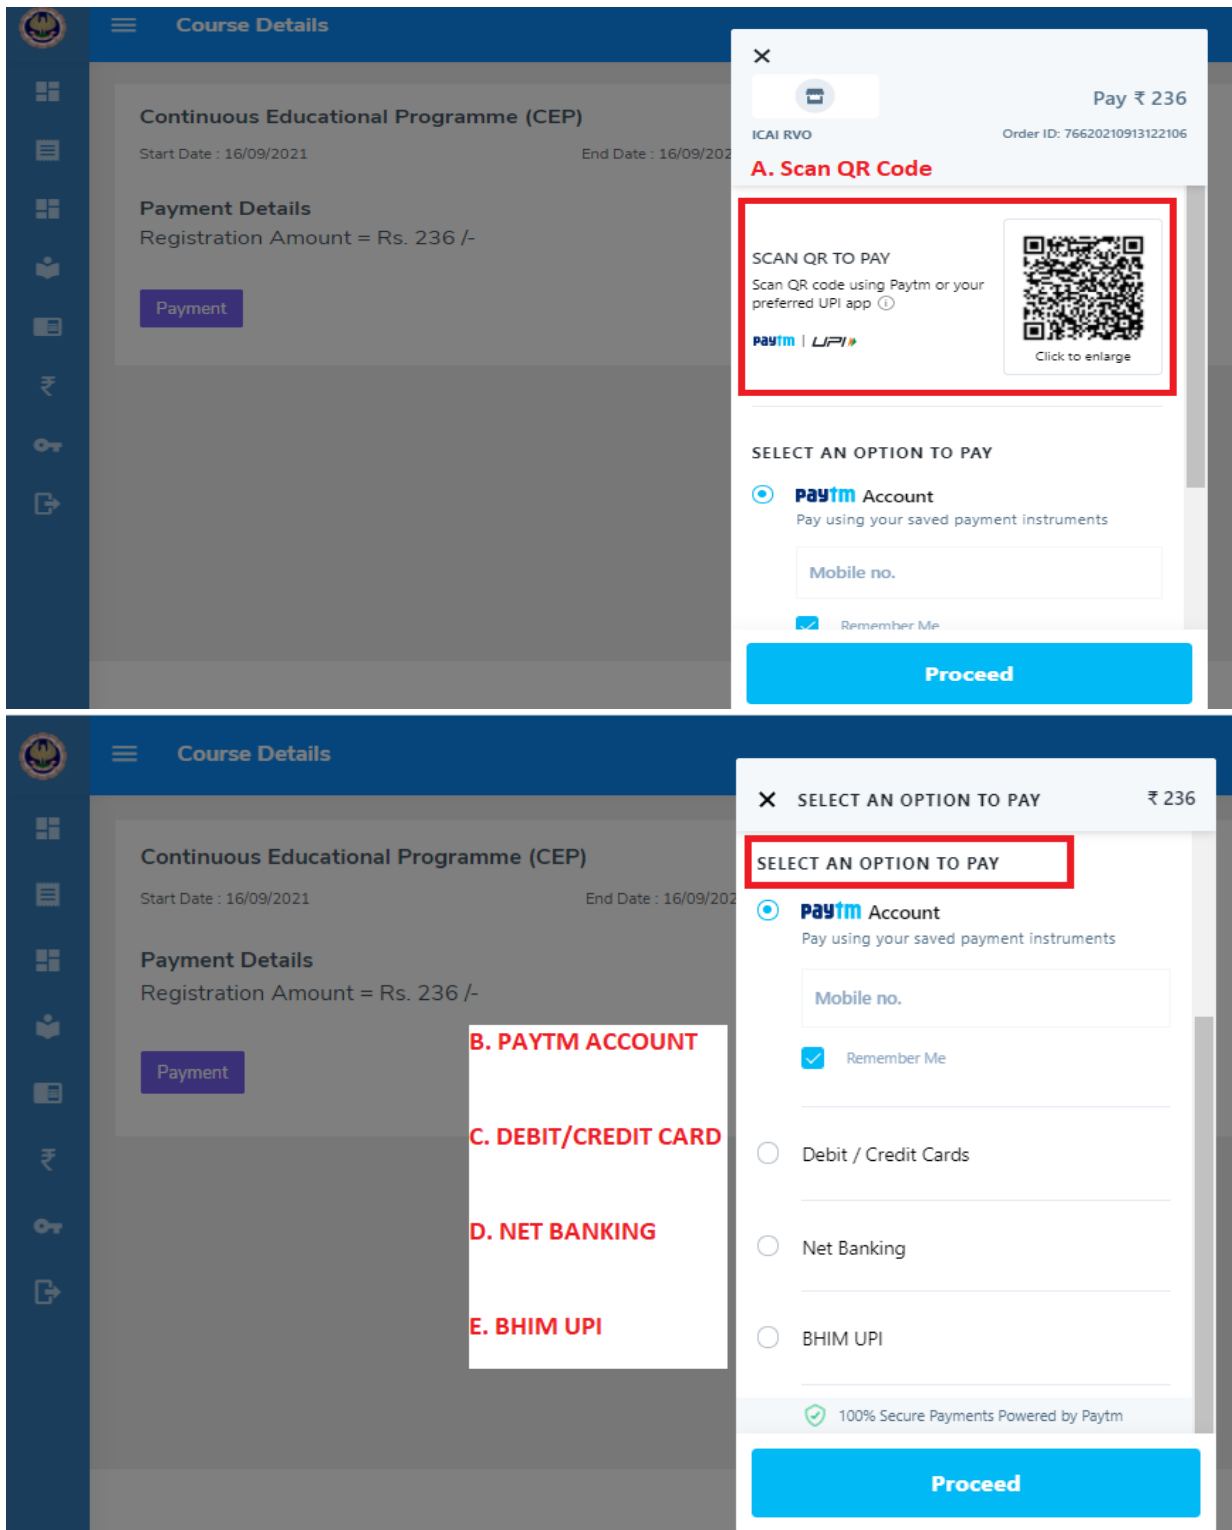 Course Details
Continuous Educational Programme (CEP)
Start Date : 16/09/2021
End Date : 16/09/202
Payment Details
Registration Amount = Rs. 236 /-
Payment
Pay ₹ 236
ICAI RVO
Order ID: 76620210913122106
A. Scan QR Code
SCAN QR TO PAY
Scan QR code using Paytm or your
preferred UPI app
Paytm | UPI
Click to enlarge
SELECT AN OPTION TO PAY
Paytm Account
Pay using your saved payment instruments
Mobile no.
Remember Me
Proceed
Course Details
Continuous Educational Programme (CEP)
Start Date : 16/09/2021
End Date : 16/09/202
Payment Details
Registration Amount = Rs. 236 /-
Payment
B. PAYTM ACCOUNT
C. DEBIT/CREDIT CARD
D. NET BANKING
E. BHIM UPI
SELECT AN OPTION TO PAY
₹ 236
SELECT AN OPTION TO PAY
Paytm Account
Pay using your saved payment instruments
Mobile no.
Remember Me
Debit / Credit Cards
Net Banking
BHIM UPI
100% Secure Payments Powered by Paytm
Proceed